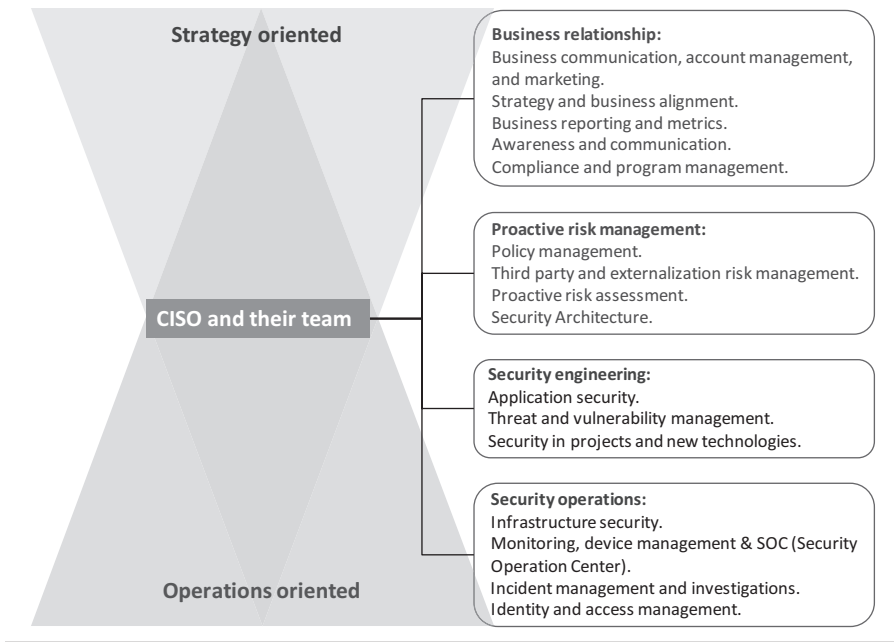 Strategy oriented
CISO and their team
Operations oriented
Business relationship:
Business communication, account management,
and marketing.
Strategy and business alignment.
Business reporting and metrics.
Awareness and communication.
Compliance and program management.
Proactive risk management:
Policy management.
Third party and externalization risk management.
Proactive risk assessment.
Security Architecture.
Security engineering:
Application security.
Threat and vulnerability management.
Security in projects and new technologies.
Security operations:
Infrastructure security.
Monitoring, device management & SOC (Security
Operation Center).
Incident management and investigations.
Identity and access management.